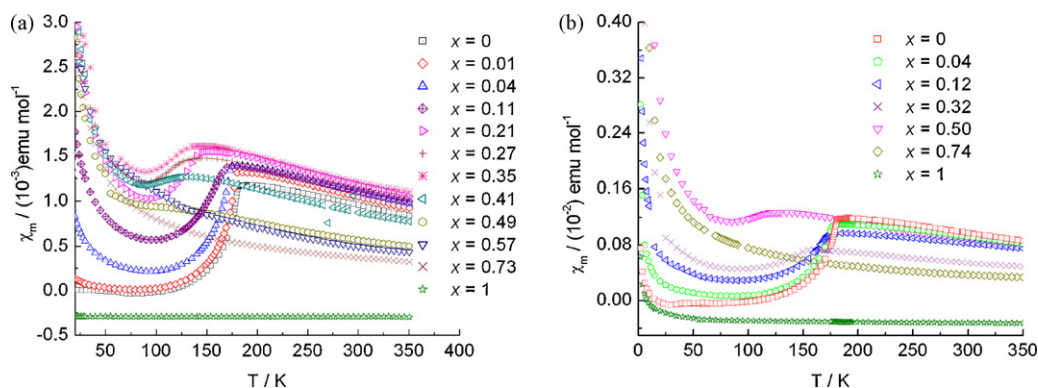 (a)
3.0
2.5
2.0
1.5
1.0
0.5
0.0
-0.5
χm / (10⁻³)emu mol⁻¹
50 100 150 200 250 300 350 400
T / K
x = 0
x = 0.01
x = 0.04
x = 0.11
x = 0.21
x = 0.27
x = 0.35
x = 0.41
x = 0.49
x = 0.57
x = 0.73
x = 1
(b)
0.40
0.32
0.24
0.16
0.08
0.00
χm / (10⁻²) emu mol⁻¹
0 50 100 150 200 250 300 350
T / K
x = 0
x = 0.04
x = 0.12
x = 0.32
x = 0.50
x = 0.74
x = 1